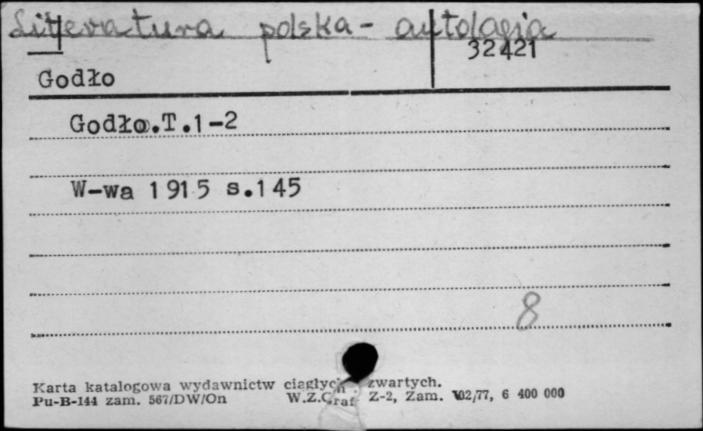 Literatura polska - antologia
32421
Godło
Godło.T.1-2
W-wa 1915 s.145
8
Karta katalogowa wydawnictw ciągłych zwartych.
Pu-B-144 zam. 567/DW/On W.Z.Graf Z-2, Zam. 102/77, 6 400 000